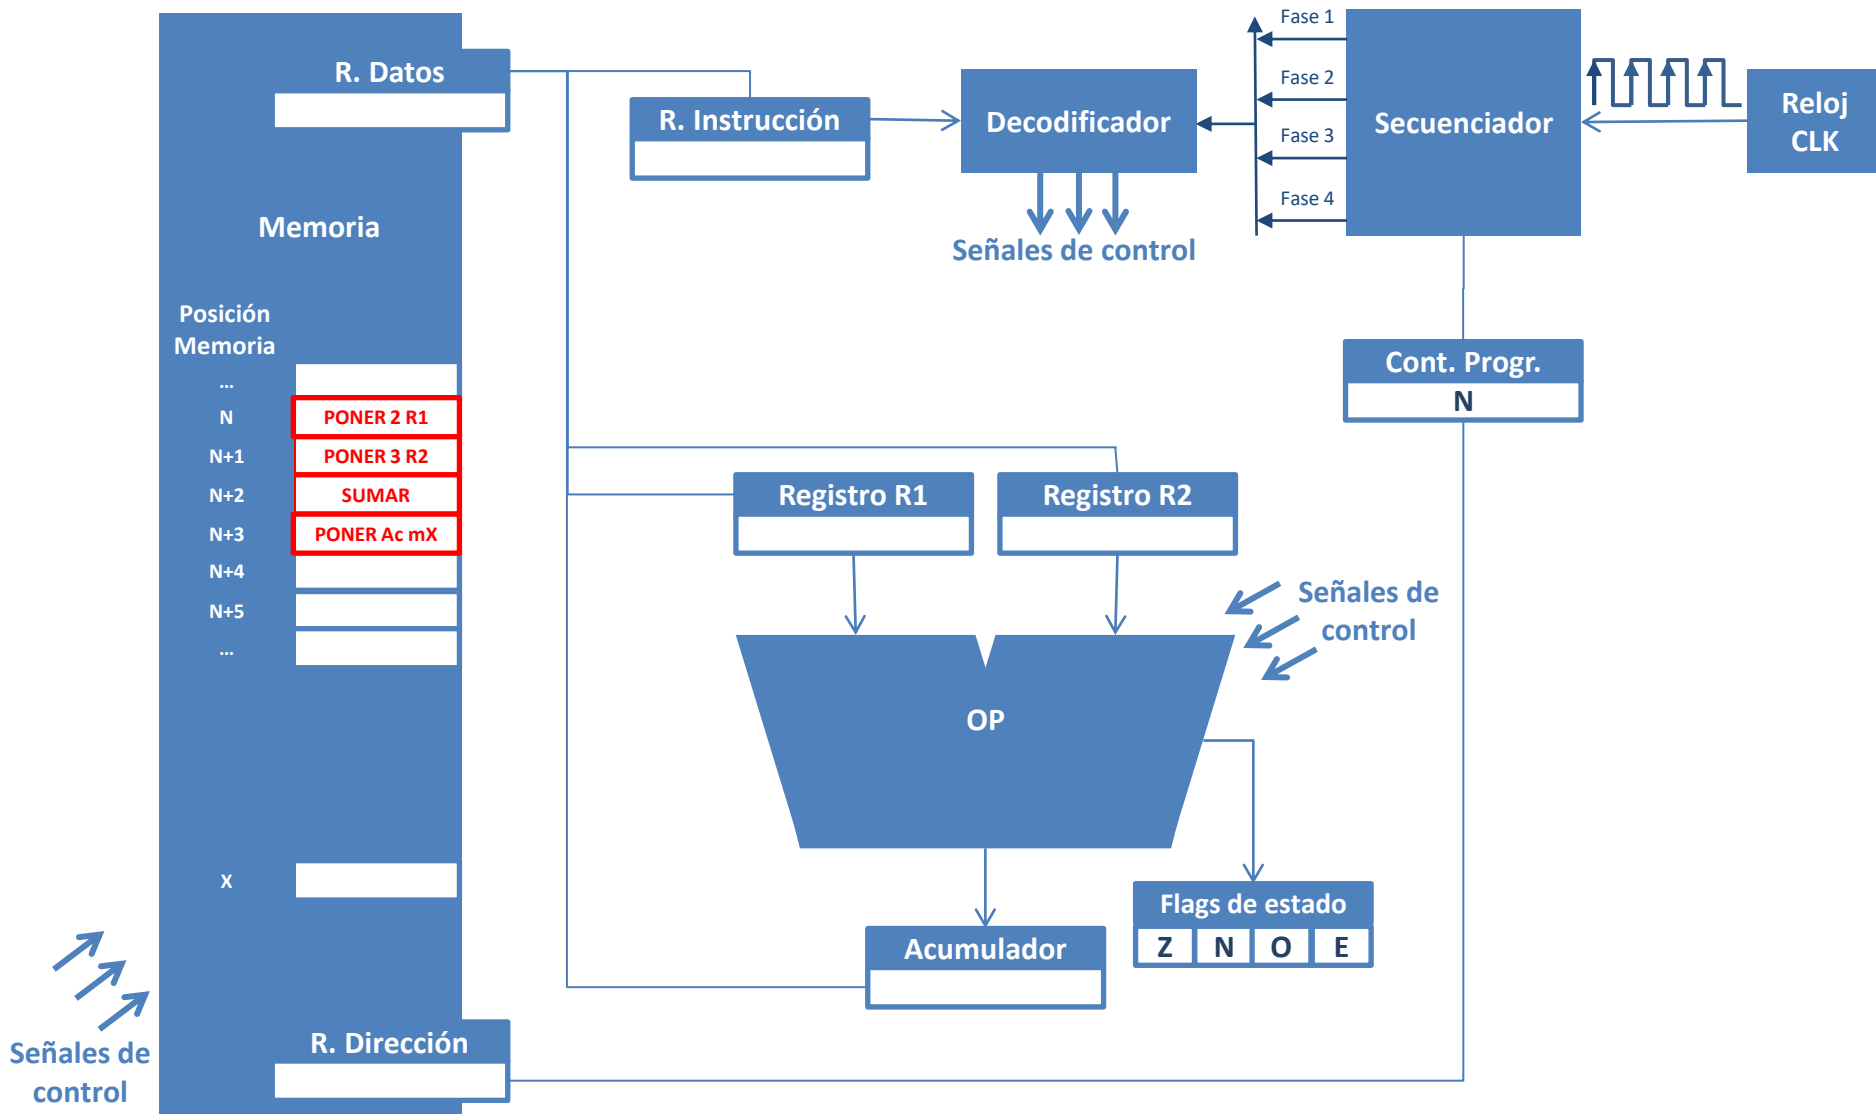 R. Datos
Memoria
Posición
Memoria
...
N
PONER 2 R1
N+1
PONER 3 R2
N+2
SUMAR
N+3
PONER Ac mX
N+4
N+5
...
X
R. Dirección
Señales de
control
R. Instrucción
Decodificador
Señales de control
Fase 1
Fase 2
Fase 3
Fase 4
Secuenciador
Reloj
CLK
Cont. Progr.
N
Registro R1
Registro R2
Señales de
control
OP
Flags de estado
Z N O E
Acumulador